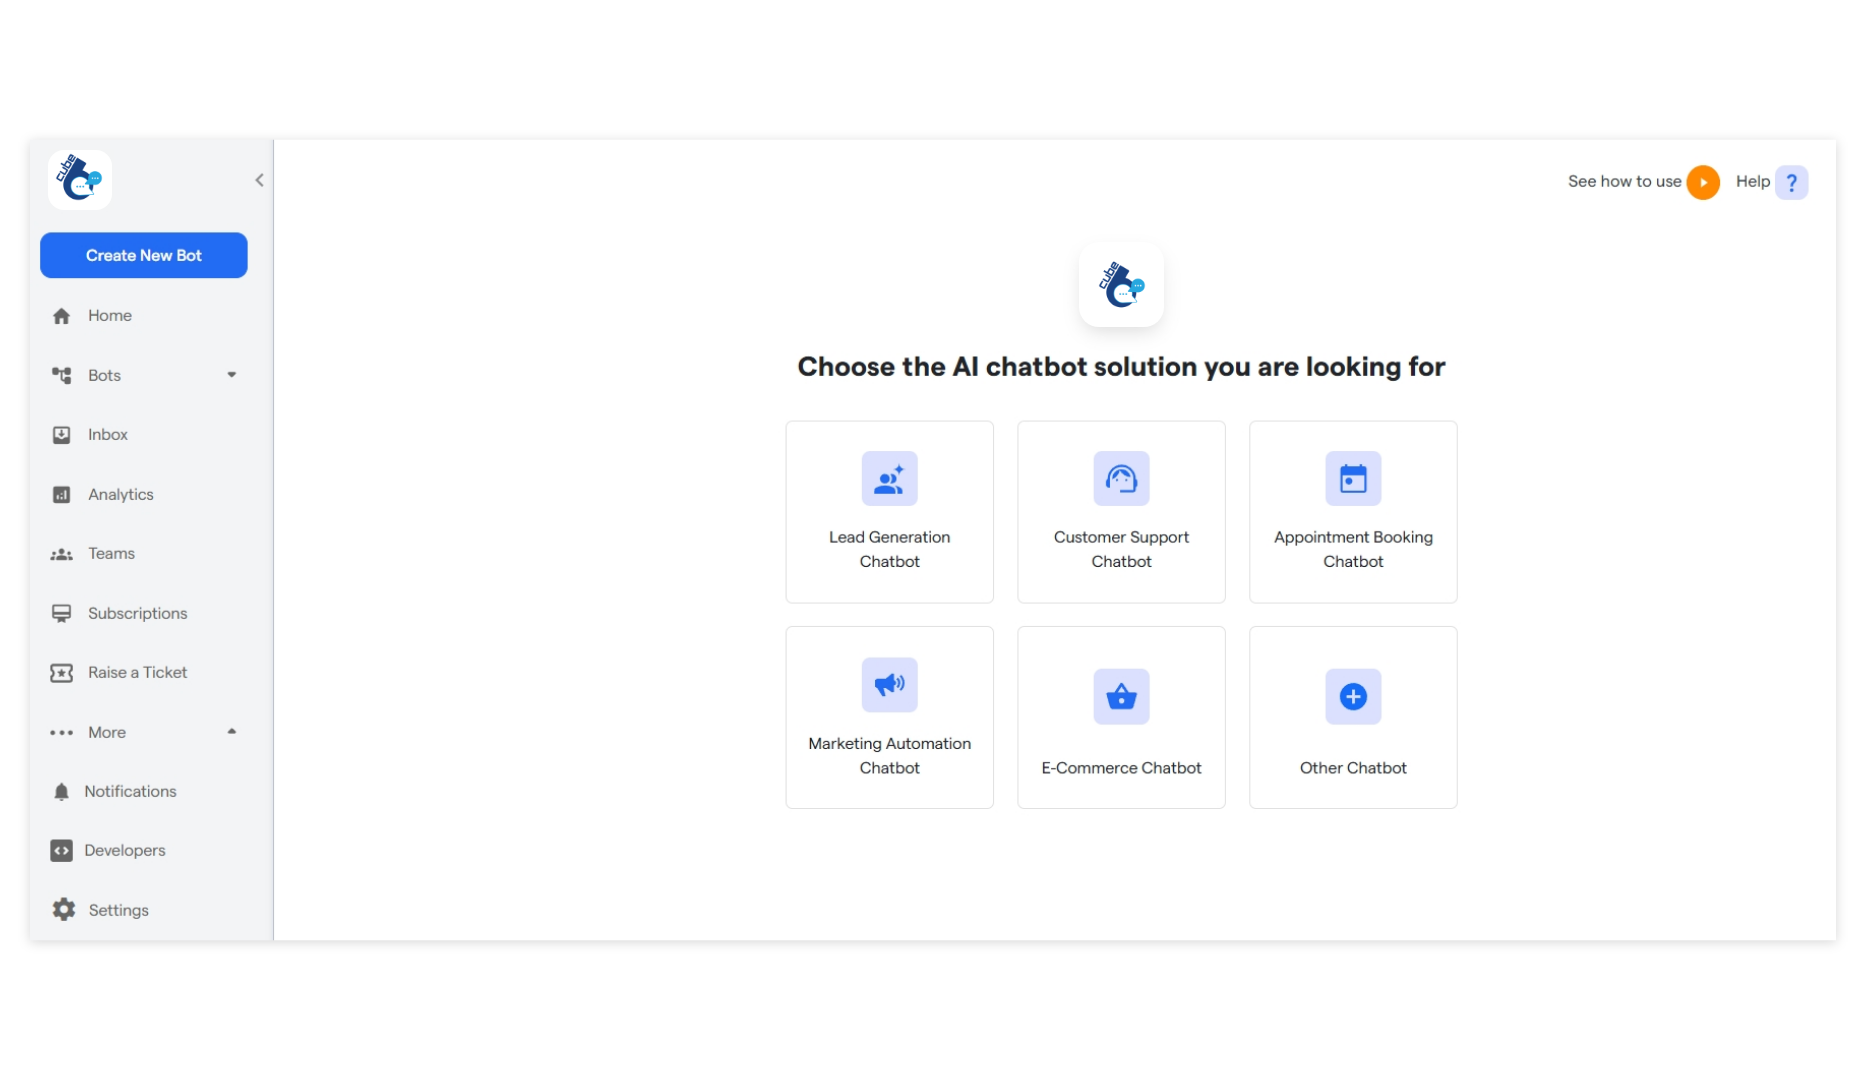 cube
See how to use
Help ?
Create New Bot
cube
Home
Choose the AI chatbot solution you are looking for
Bots
Inbox
Analytics
Teams
Subscriptions
Raise a Ticket
More
Notifications
Developers
Settings
Lead Generation
Chatbot
Customer Support
Chatbot
Appointment Booking
Chatbot
Marketing Automation
Chatbot
E-Commerce Chatbot
Other Chatbot